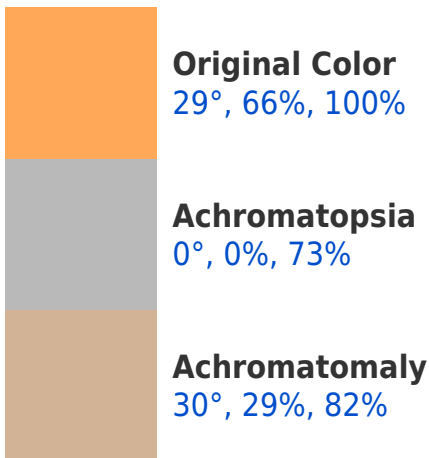 Original Color
29°, 66%, 100%
Achromatopsia
0°, 0%, 73%
Achromatomaly
30°, 29%, 82%